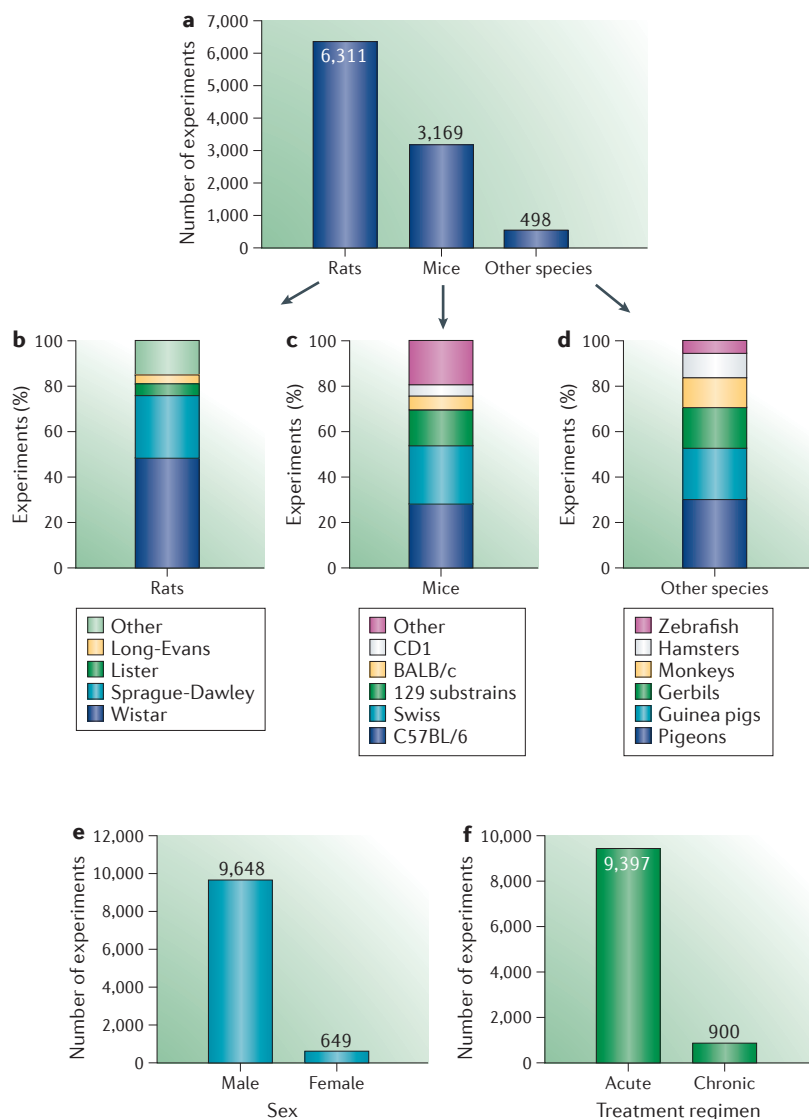 a
7,000
6,000
5,000
4,000
3,000
2,000
1,000
0
Number of experiments
6,311
3,169
498
Rats
Mice
Other species
b
100
80
60
40
20
0
Experiments (%)
Rats
Other
Long-Evans
Lister
Sprague-Dawley
Wistar
c
100
80
60
40
20
0
Experiments (%)
Mice
Other
CD1
BALB/c
129 substrains
Swiss
C57BL/6
d
100
80
60
40
20
0
Experiments (%)
Other species
Zebrafish
Hamsters
Monkeys
Gerbils
Guinea pigs
Pigeons
e
12,000
10,000
8,000
6,000
4,000
2,000
0
Number of experiments
9,648
649
Male
Female
Sex
f
10,000
8,000
6,000
4,000
2,000
0
Number of experiments
9,397
900
Acute
Chronic
Treatment regimen